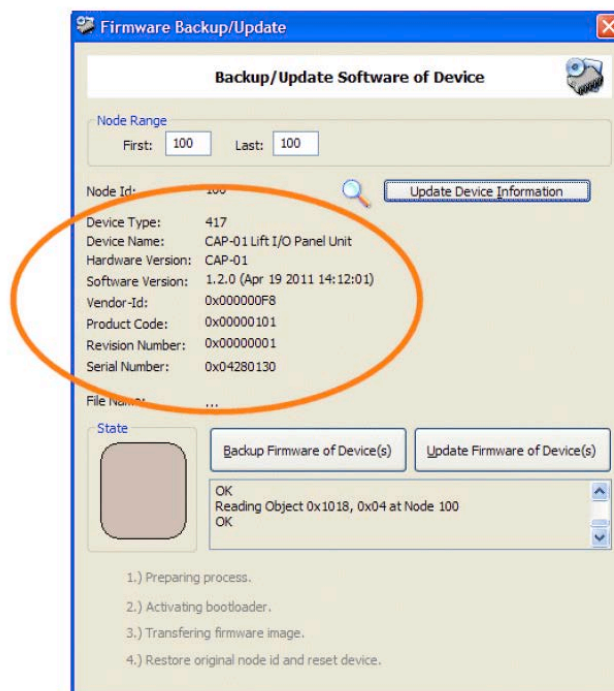 Firmware Backup/Update
Backup/Update Software of Device
Node Range
First: 100 Last: 100
Node Id: 100 Update Device Information
Device Type: 417
Device Name: CAP-01 Lift I/O Panel Unit
Hardware Version: CAP-01
Software Version: 1.2.0 (Apr 19 2011 14:12:01)
Vendor-Id: 0x000000F8
Product Code: 0x00000101
Revision Number: 0x00000001
Serial Number: 0x04280130
File Name: ...
State
Backup Firmware of Device(s) Update Firmware of Device(s)
OK
Reading Object 0x1018, 0x04 at Node 100
OK
1.) Preparing process.
2.) Activating bootloader.
3.) Transfering firmware image.
4.) Restore original node id and reset device.